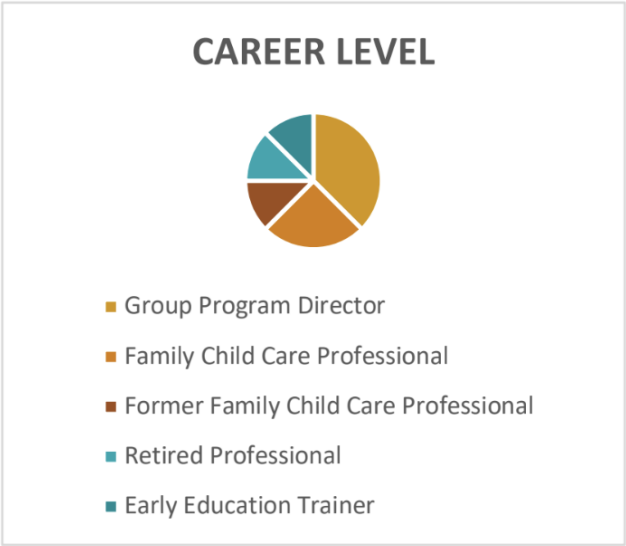 CAREER LEVEL
Group Program Director
Family Child Care Professional
Former Family Child Care Professional
Retired Professional
Early Education Trainer